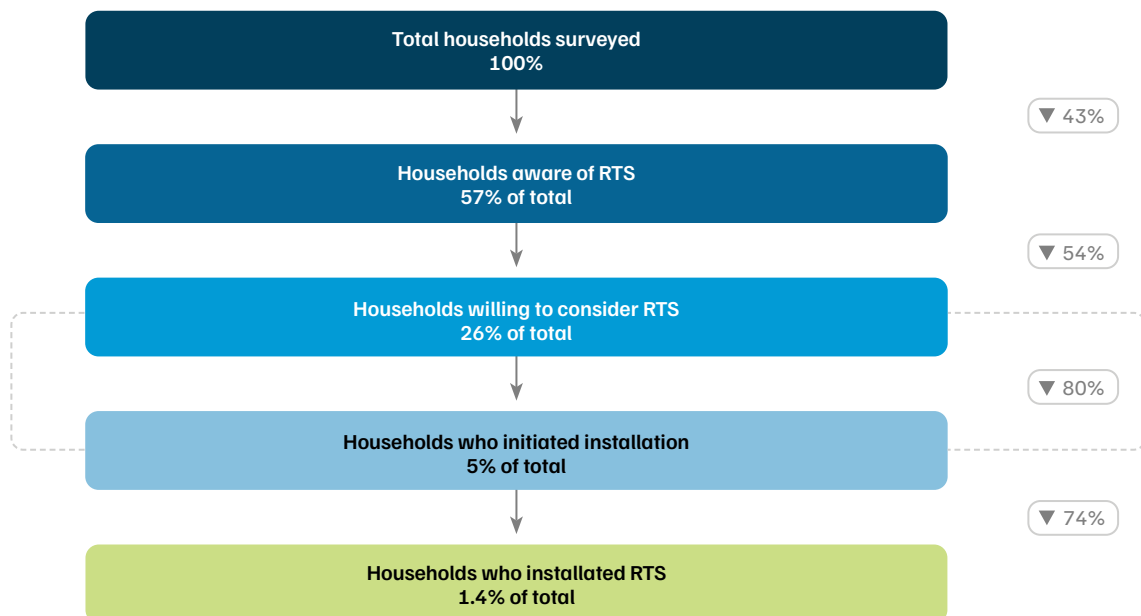 Total households surveyed
100%
▼ 43%
Households aware of RTS
57% of total
▼ 54%
Households willing to consider RTS
26% of total
▼ 80%
Households who initiated installation
5% of total
▼ 74%
Households who installated RTS
1.4% of total